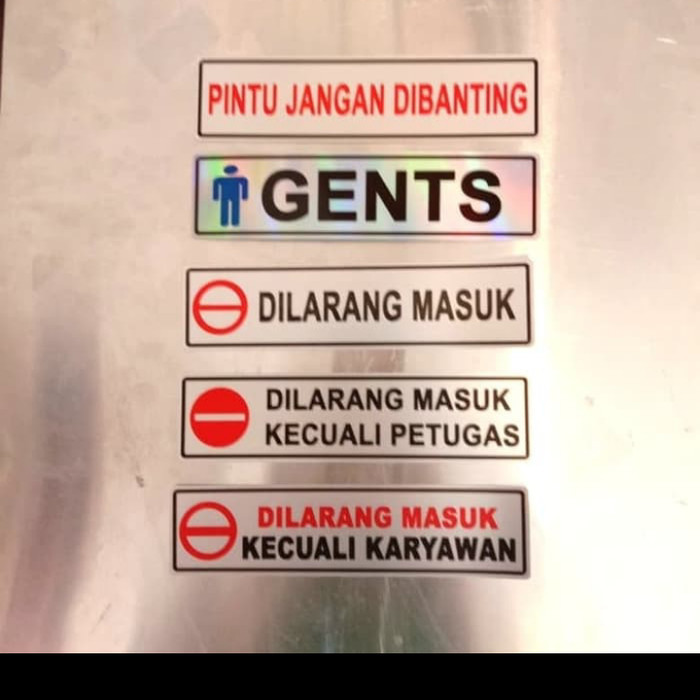 PINTU JANGAN DIBANTING
GENTS
DILARANG MASUK
DILARANG MASUK
KECUALI PETUGAS
DILARANG MASUK
KECUALI KARYAWAN